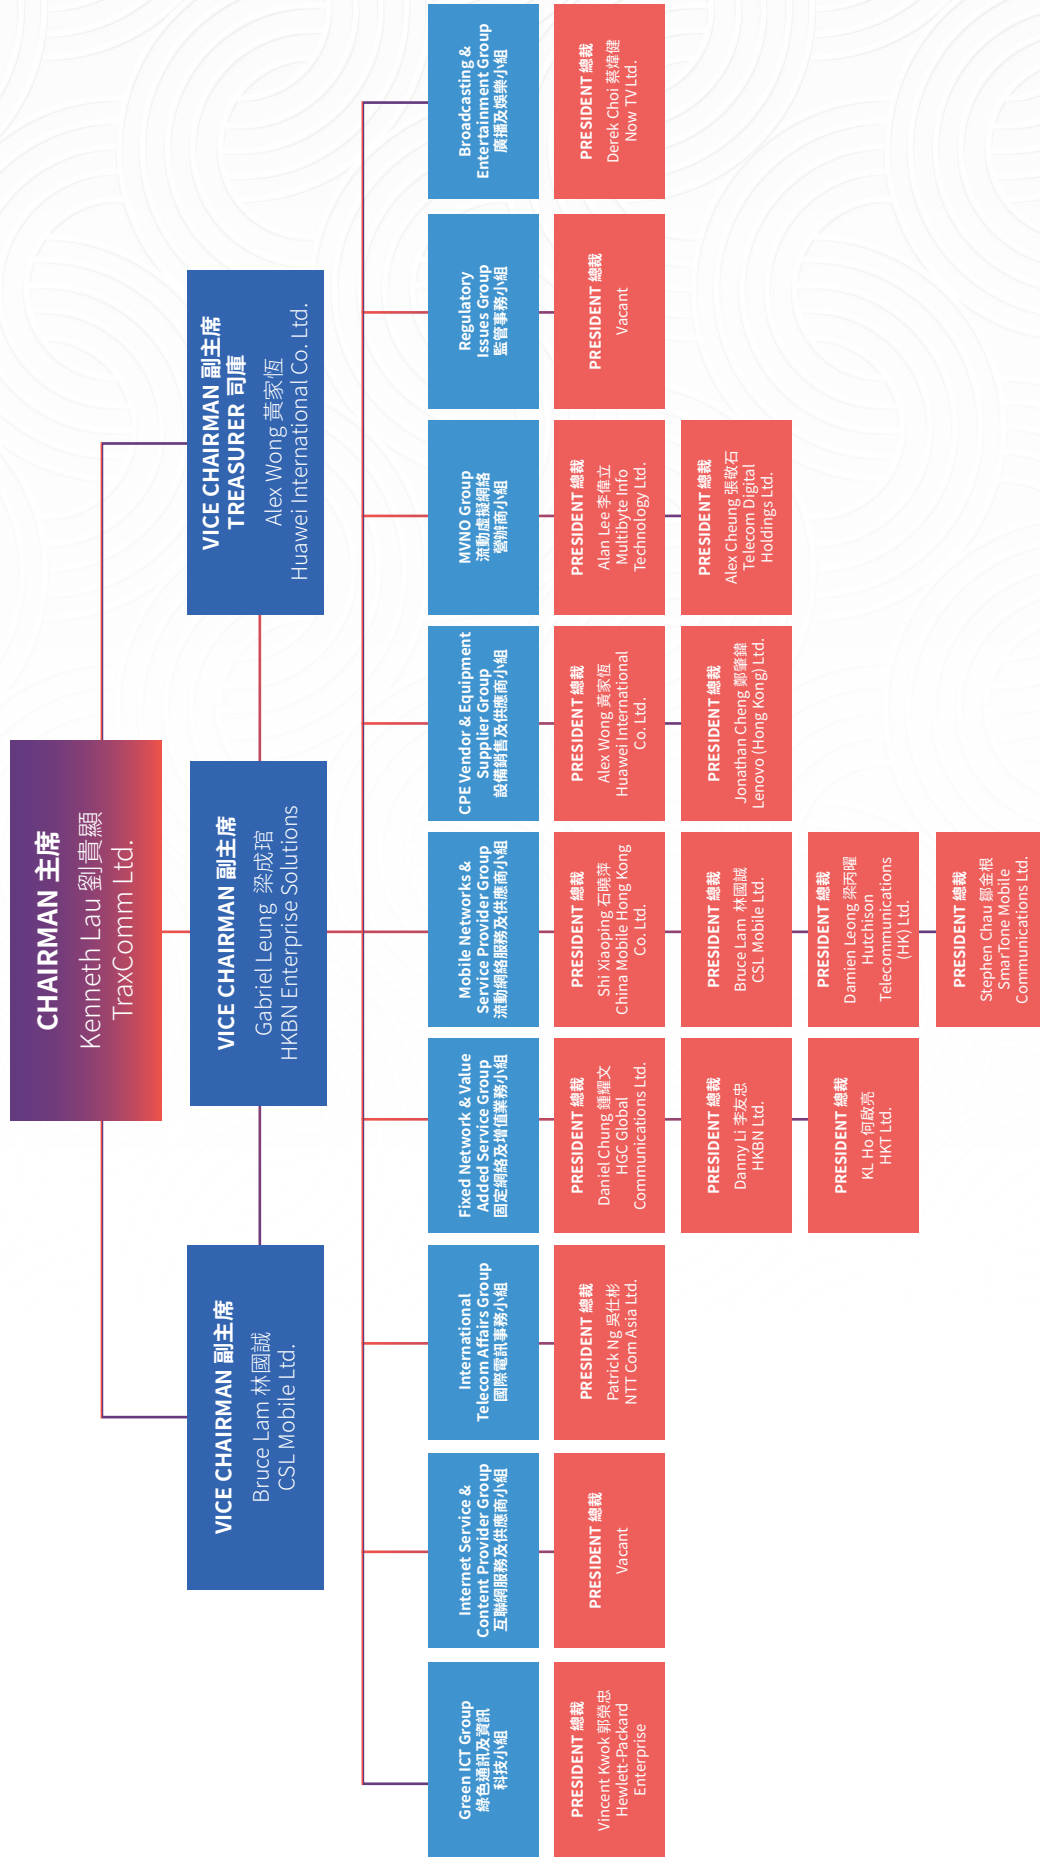 CHAIRMAN 主席
Kenneth Lau 劉貴顯
TraxComm Ltd.
VICE CHAIRMAN 副主席
Bruce Lam 林國誠
CSL Mobile Ltd.
VICE CHAIRMAN 副主席
Gabriel Leung 梁成琯
HKBN Enterprise Solutions
VICE CHAIRMAN 副主席
TREASURER 司庫
Alex Wong 黃家恆
Huawei International Co. Ltd.
Green ICT Group
綠色通訊及資訊
科技小組
PRESIDENT 總裁
Vincent Kwok 郭榮忠
Hewlett-Packard
Enterprise
Internet Service &
Content Provider Group
互聯網服務及供應商小組
PRESIDENT 總裁
Vacant
International
Telecom Affairs Group
國際電訊事務小組
PRESIDENT 總裁
Patrick Ng 吳仕彬
NTT Com Asia Ltd.
Fixed Network & Value
Added Service Group
固定網絡及增值業務小組
PRESIDENT 總裁
Daniel Chung 鍾耀文
HGC Global
Communications Ltd.
PRESIDENT 總裁
Danny Li 李友忠
HKBN Ltd.
PRESIDENT 總裁
KL Ho 何啟亮
HKT Ltd.
Mobile Networks &
Service Provider Group
流動網絡服務及供應商小組
PRESIDENT 總裁
Shi Xiaoping 石曉萍
China Mobile Hong Kong
Co. Ltd.
PRESIDENT 總裁
Bruce Lam 林國誠
CSL Mobile Ltd.
PRESIDENT 總裁
Damien Leong 梁丙曜
Hutchison
Telecommunications
(HK) Ltd.
PRESIDENT 總裁
Stephen Chau 鄒金根
SmarTone Mobile
Communications Ltd.
CPE Vendor & Equipment
Supplier Group
設備銷售及供應商小組
PRESIDENT 總裁
Alex Wong 黃家恆
Huawei International
Co. Ltd.
PRESIDENT 總裁
Jonathan Cheng 鄭肇鍏
Lenovo (Hong Kong) Ltd.
MVNO Group
流動虛擬網絡
營辦商小組
PRESIDENT 總裁
Alan Lee 李偉立
Multibyte Info
Technology Ltd.
PRESIDENT 總裁
Alex Cheung 張敬石
Telecom Digital
Holdings Ltd.
Regulatory
Issues Group
監管事務小組
PRESIDENT 總裁
Vacant
Broadcasting &
Entertainment Group
廣播及娛樂小組
PRESIDENT 總裁
Derek Choi 蔡煒健
Now TV Ltd.